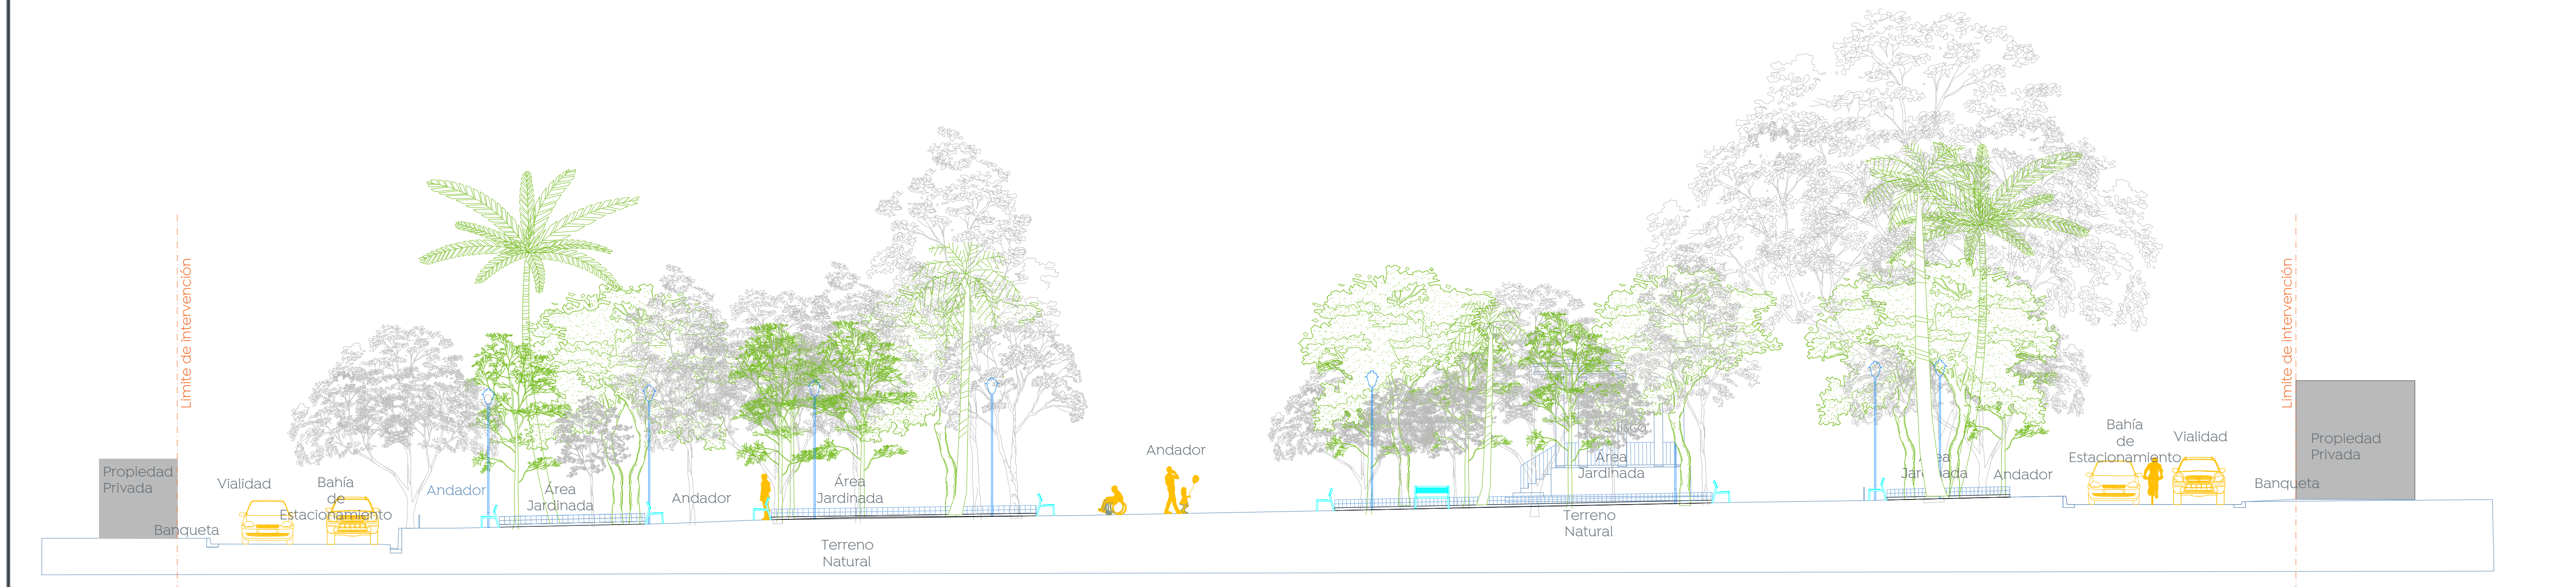 Límite de intervención
Propiedad
Privada
Banqueta
Vialidad
Bahía
de
Estacionamiento
Andador
Área
Jardinada
Andador
Área
Jardinada
Terreno
Natural
Andador
Área
Jardinada
Terreno
Natural
Jardinada
Andador
Bahía
de
Estacionamiento
Vialidad
Banqueta
Límite de intervención
Propiedad
Privada